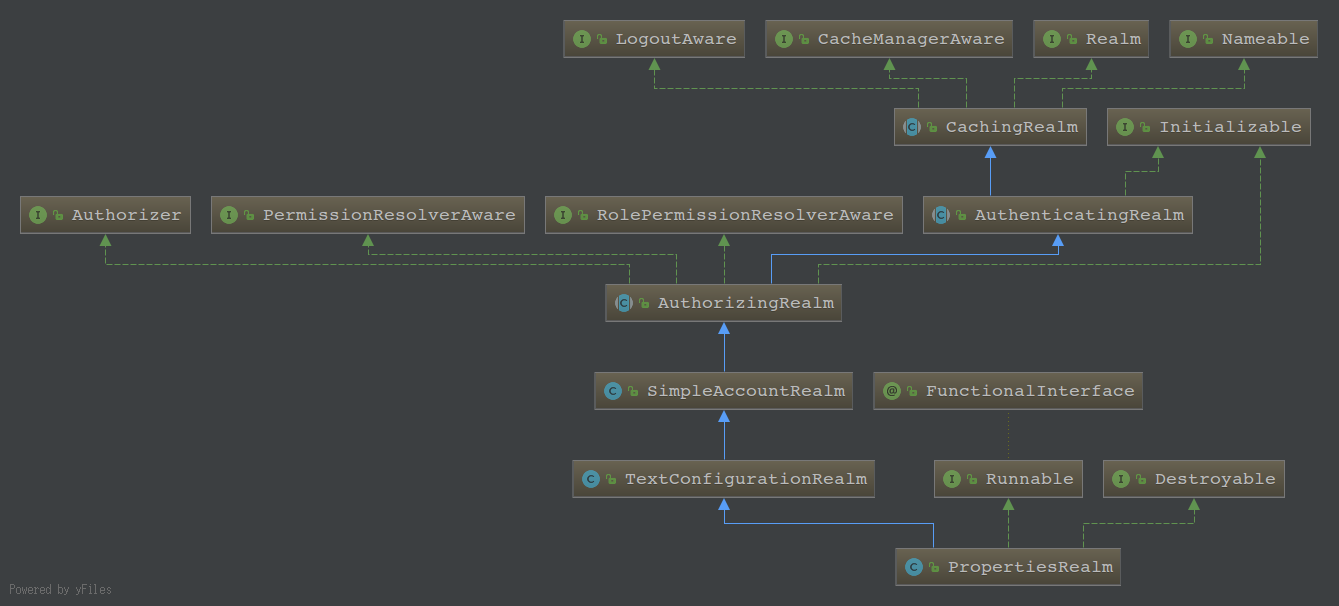 I LogoutAware
I CacheManagerAware
I Realm
I Nameable
C CachingRealm
I Initializable
I Authorizer
I PermissionResolverAware
I RolePermissionResolverAware
C AuthenticatingRealm
C AuthorizingRealm
C SimpleAccountRealm
@ FunctionalInterface
C TextConfigurationRealm
I Runnable
I Destroyable
C PropertiesRealm
Powered by yFiles